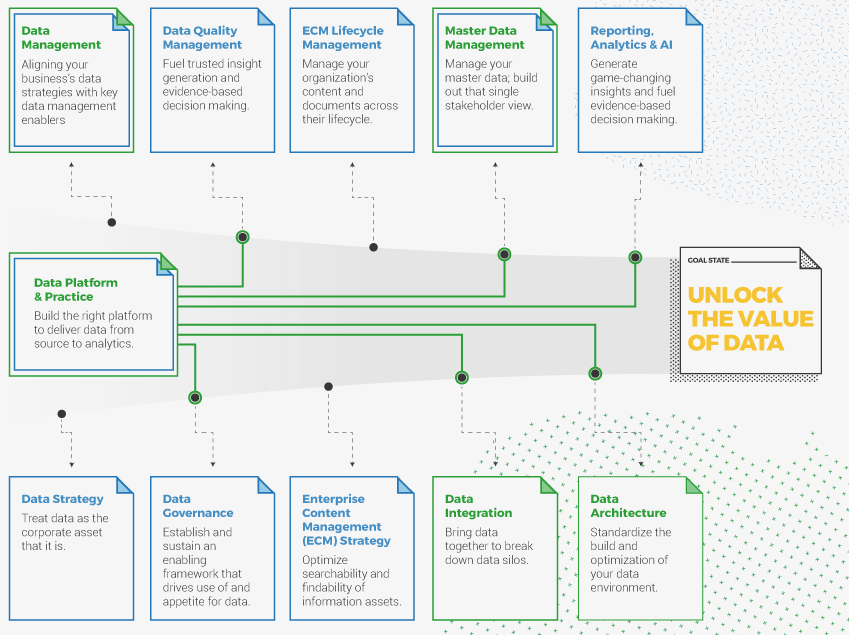 Data
Management
Aligning your
business's data
strategies with key
data management
enablers
Data Quality
Management
Fuel trusted insight
generation and
evidence-based
decision making.
ECM Lifecycle
Management
Manage your
organization's
content and
documents across
their lifecycle.
Master Data
Management
Manage your
master data; build
out that single
stakeholder view.
Reporting,
Analytics & AI
Generate
game-changing
insights and fuel
evidence-based
decision making.
Data Platform
& Practice
Build the right platform
to deliver data from
source to analytics.
GOAL STATE
UNLOCK
THE VALUE
OF DATA
Data Strategy
Treat data as the
corporate asset
that it is.
Data
Governance
Establish and
sustain an
enabling
framework that
drives use of and
appetite for data.
Enterprise
Content
Management
(ECM) Strategy
Optimize
searchability and
findability of
information assets.
Data
Integration
Bring data
together to break
down data silos.
Data
Architecture
Standardize the
build and
optimization of
your data
environment.